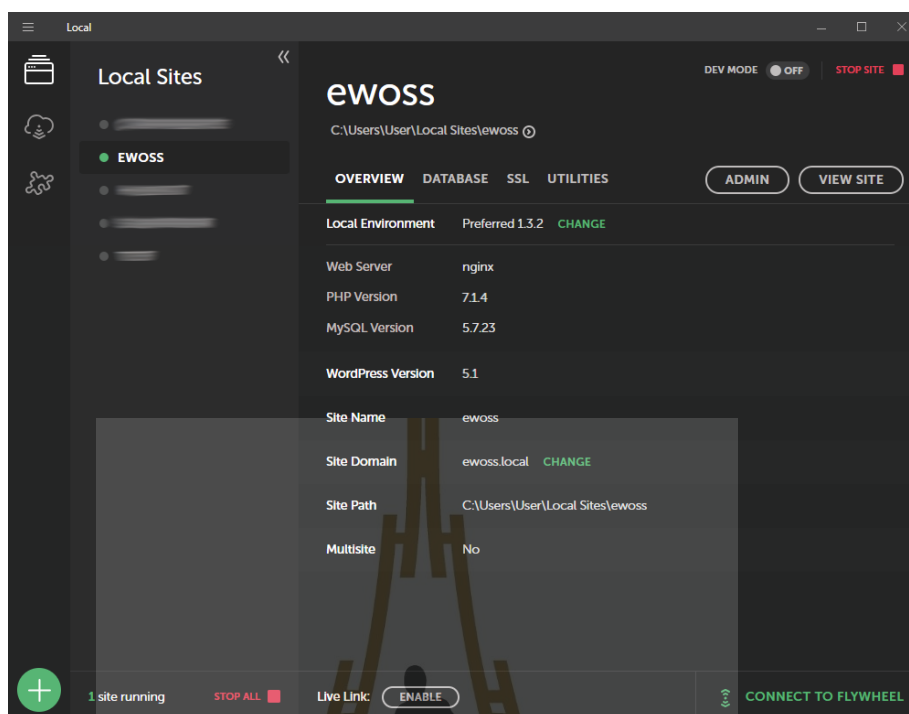 Local
Local Sites
EWOSS
ewoss
DEV MODE OFF STOP SITE
C:\Users\User\Local Sites\ewoss
OVERVIEW DATABASE SSL UTILITIES ADMIN VIEW SITE
Local Environment Preferred 1.3.2 CHANGE
Web Server nginx
PHP Version 7.1.4
MySQL Version 5.7.23
WordPress Version 5.1
Site Name ewoss
Site Domain ewoss.local CHANGE
Site Path C:\Users\User\Local Sites\ewoss
Multisite No
1 site running STOP ALL Live Link: ENABLE CONNECT TO FLYWHEEL